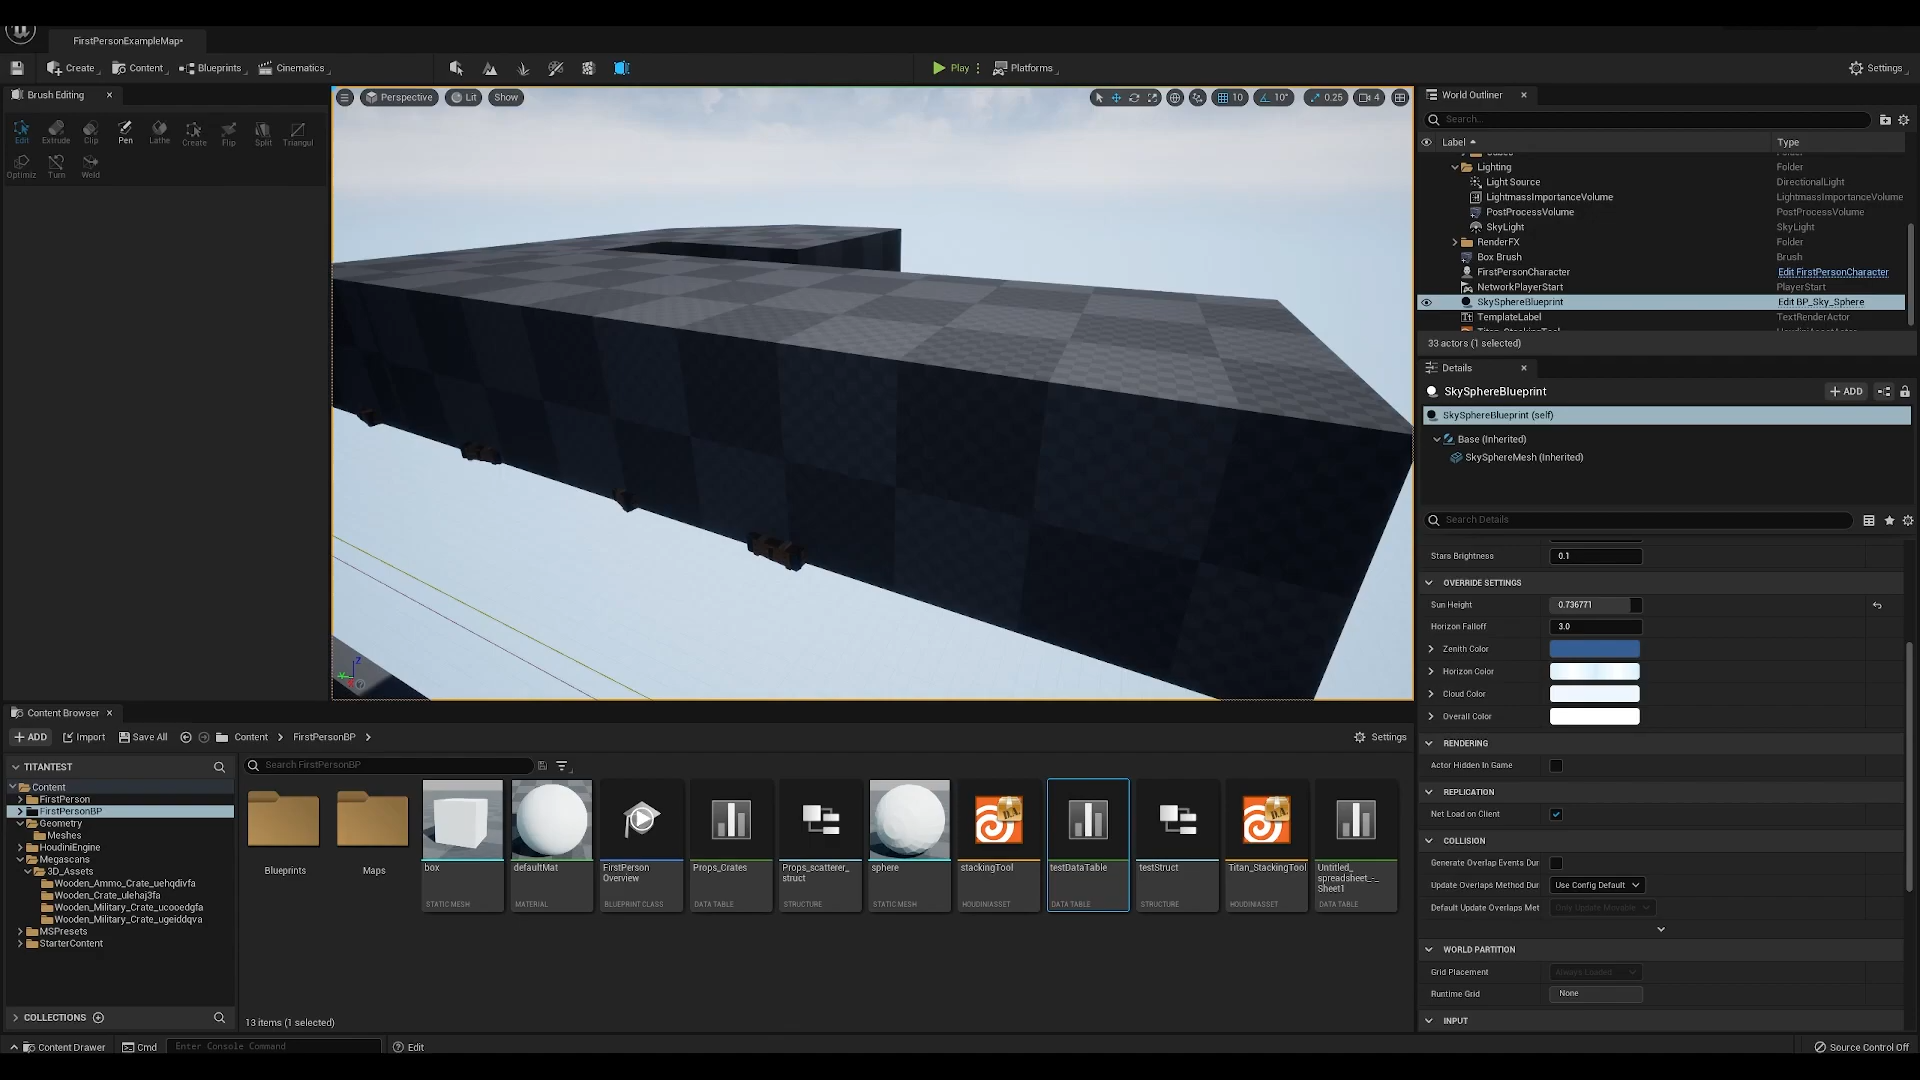 FirstPersonExampleMap*
Create
Content
Blueprints
Cinematics
Play
Platforms
Settings
Brush Editing
Edit
Extrude
Clip
Pen
Lathe
Create
Flip
Split
Triangul
Optimiz
Turn
Weld
Perspective
Lit
Show
10
10°
0.25
4
World Outliner
Search...
Label
Type
Folder
Lighting
Folder
Light Source
DirectionalLight
LightmassImportanceVolume
LightmassImportanceVolume
PostProcessVolume
PostProcessVolume
SkyLight
SkyLight
RenderFX
Folder
Box Brush
Brush
FirstPersonCharacter
Edit FirstPersonCharacter
NetworkPlayerStart
PlayerStart
SkySphereBlueprint
Edit BP_Sky_Sphere
TemplateLabel
TextRenderActor
Titan_StackingTool
HoudiniAssetActor
33 actors (1 selected)
Details
SkySphereBlueprint
ADD
SkySphereBlueprint (self)
Base (Inherited)
SkySphereMesh (Inherited)
Search Details
Stars Brightness
0.1
OVERRIDE SETTINGS
Sun Height
0.736771
Horizon Falloff
3.0
Zenith Color
Horizon Color
Cloud Color
Overall Color
RENDERING
Actor Hidden In Game
REPLICATION
Net Load on Client
COLLISION
Generate Overlap Events Dur
Update Overlaps Method Dur
Use Config Default
Default Update Overlaps Met
Only Update Movable
WORLD PARTITION
Grid Placement
Always Loaded
Runtime Grid
None
INPUT
Z
Content Browser
ADD
Import
Save All
Content
FirstPersonBP
Settings
TITANTEST
Content
FirstPerson
FirstPersonBP
Geometry
Meshes
HoudiniEngine
Megascans
3D_Assets
Wooden_Ammo_Crate_uehqdivfa
Wooden_Crate_ulehaj3fa
Wooden_Military_Crate_ucooedqfa
Wooden_Military_Crate_ugeiddqva
MSPresets
StarterContent
COLLECTIONS
Search FirstPersonBP
Blueprints
Maps
box
STATIC MESH
defaultMat
MATERIAL
FirstPerson
Overview
BLUEPRINT CLASS
Props_Crates
DATA TABLE
Props_scatterer_
struct
STRUCTURE
sphere
STATIC MESH
stackingTool
HOUDINIASSET
testDataTable
DATA TABLE
testStruct
STRUCTURE
Titan_StackingTool
HOUDINIASSET
Untitled_
spreadsheet_-_
Sheet1
DATA TABLE
13 items (1 selected)
Content Drawer
Cmd
Enter Console Command
Edit
Source Control Off